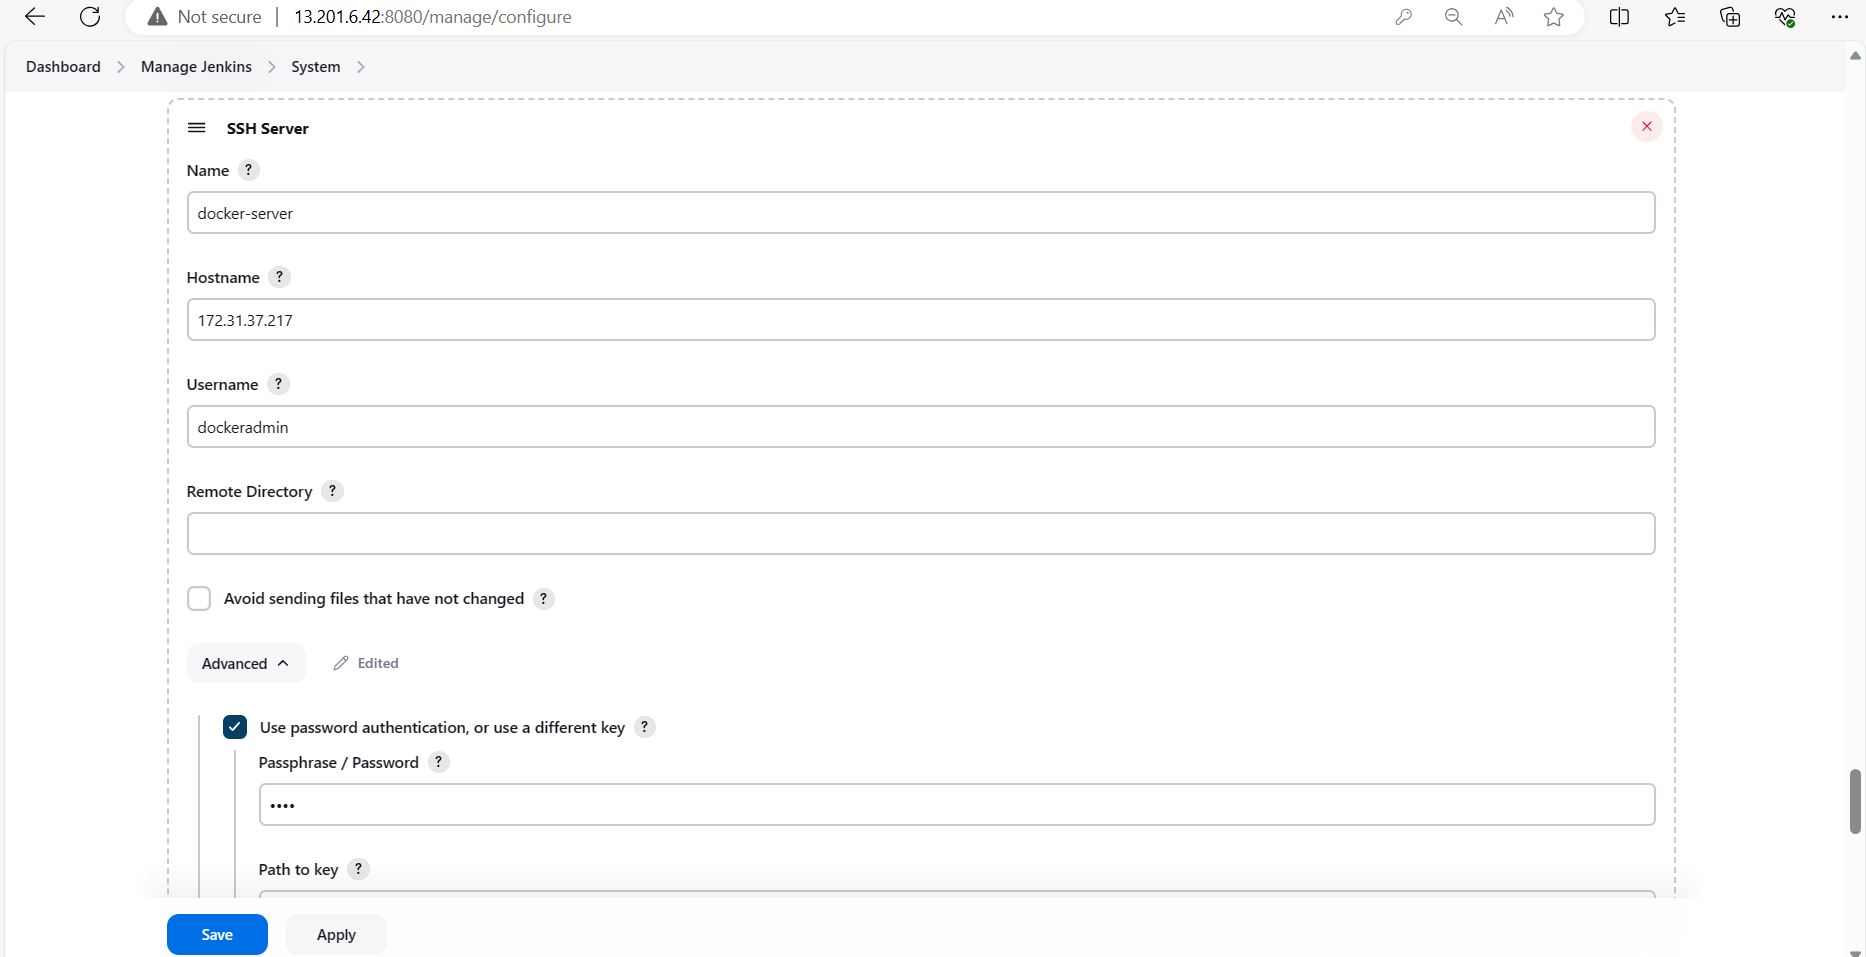 Not secure | 13.201.6.42:8080/manage/configure
Dashboard > Manage Jenkins > System >
SSH Server
Name ?
docker-server
Hostname ?
172.31.37.217
Username ?
dockeradmin
Remote Directory ?
Avoid sending files that have not changed ?
Advanced Edited
Use password authentication, or use a different key ?
Passphrase / Password ?
••••
Path to key ?
Save Apply